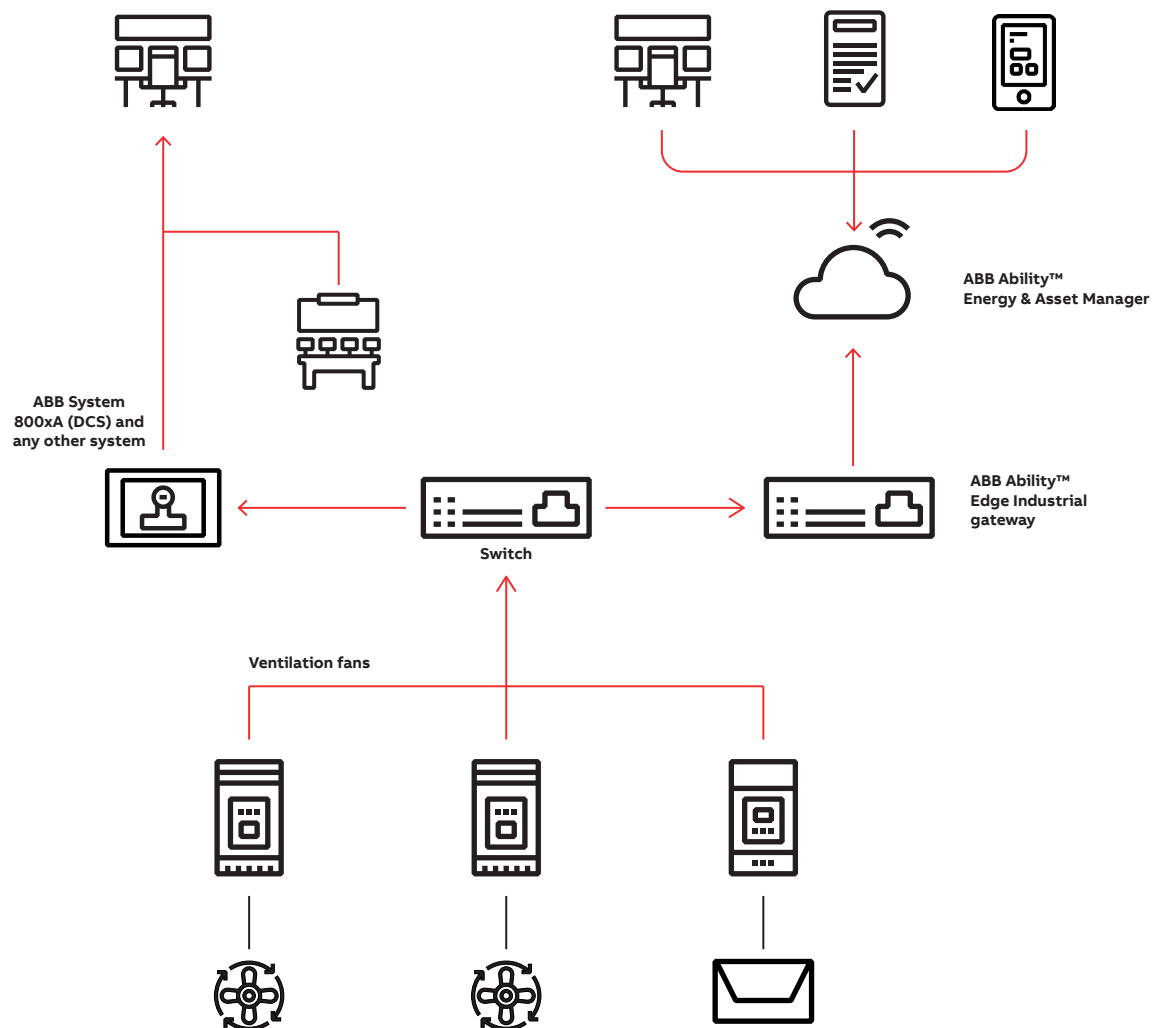 ABB Ability™
Energy & Asset Manager
ABB System
800xA (DCS) and
any other system
ABB Ability™
Edge Industrial
gateway
Switch
Ventilation fans